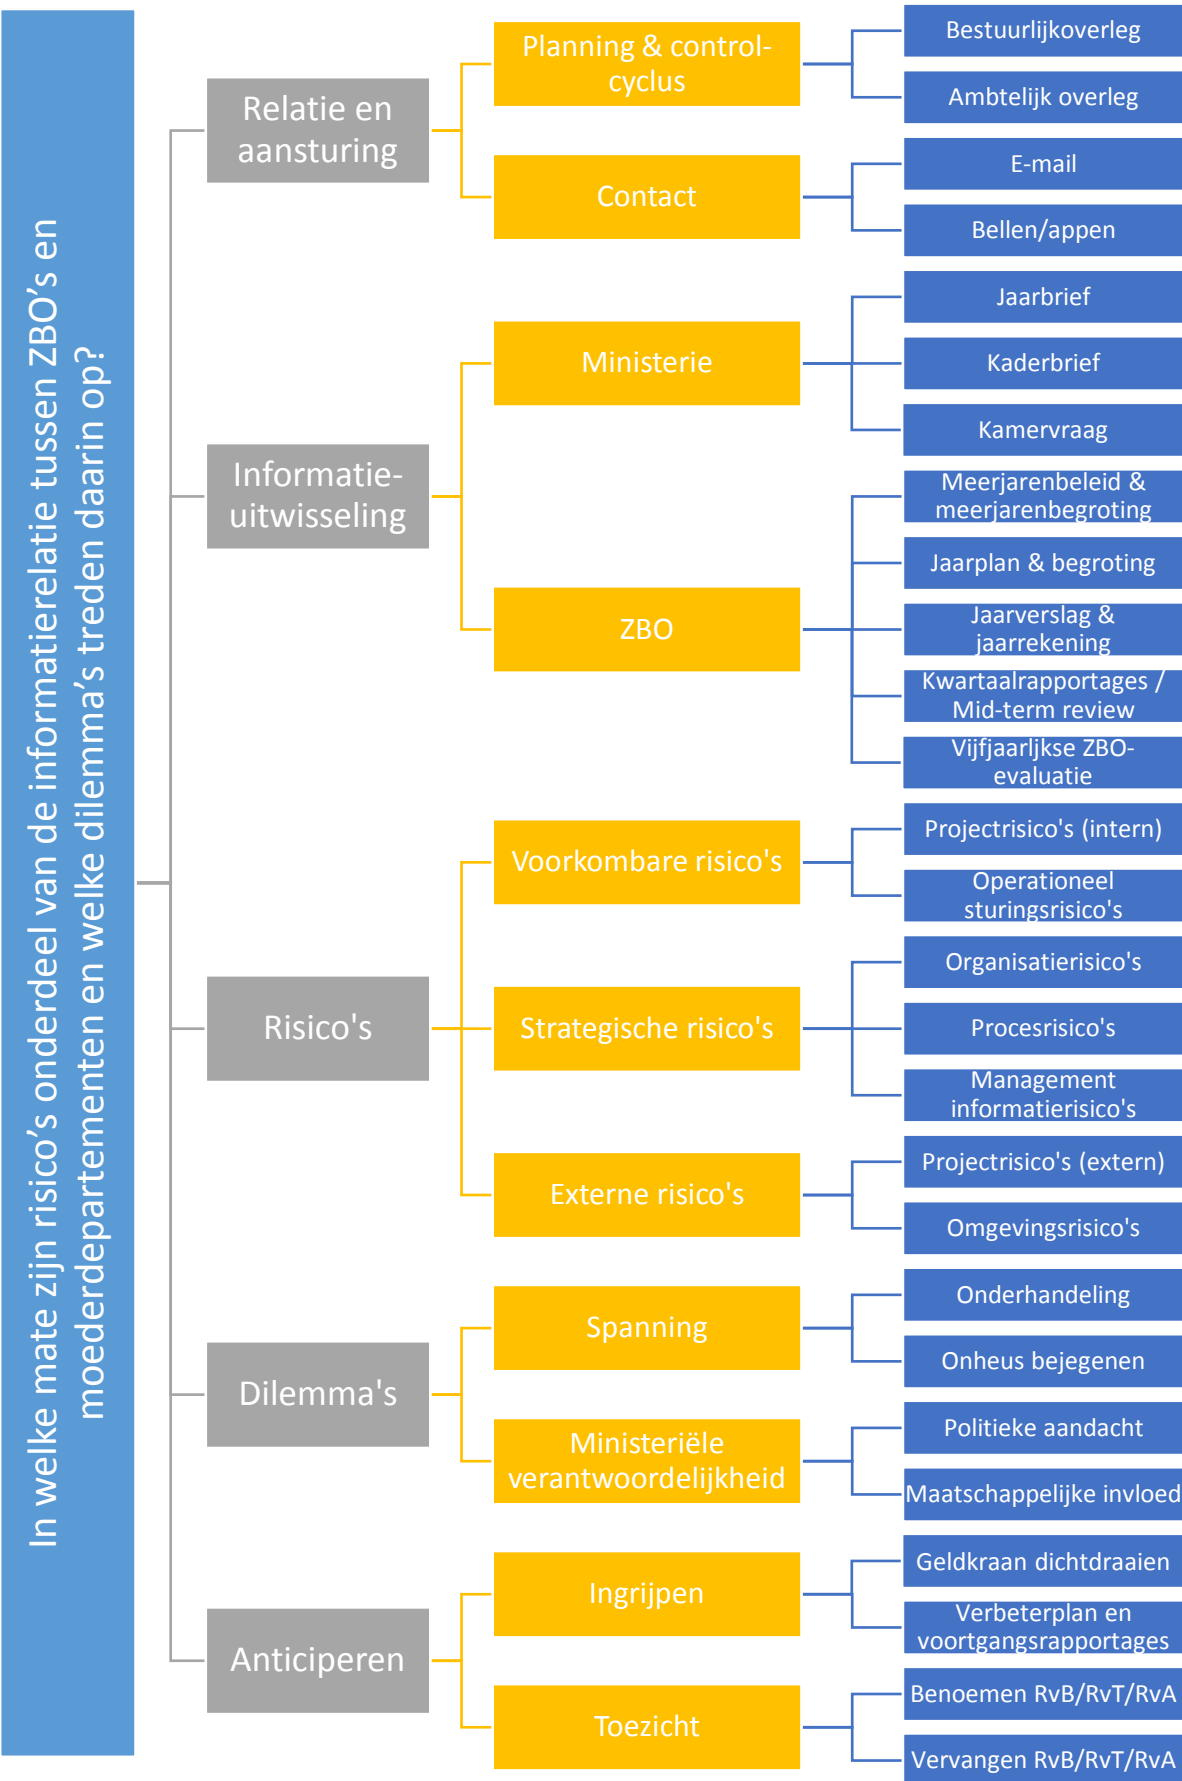 In welke mate zijn risico’s onderdeel van de informatierelatie tussen ZBO’s en
moederdepartementen en welke dilemma’s treden daarin op?
Relatie en
aansturing
Planning & control-
cyclus
Bestuurlijkoverleg
Ambtelijk overleg
Contact
E-mail
Bellen/appen
Informatie-
uitwisseling
Ministerie
Jaarbrief
Kaderbrief
Kamervraag
ZBO
Meerjarenbeleid &
meerjarenbegroting
Jaarplan & begroting
Jaarverslag &
jaarrekening
Kwartaalrapportages /
Mid-term review
Vijfjaarljkse ZBO-
evaluatie
Risico's
Voorkombare risico's
Projectrisico's (intern)
Operationeel
sturingsrisico's
Strategische risico's
Organisatierisico's
Procesrisico's
Management
informatierisico's
Externe risico's
Projectrisico's (extern)
Omgevingsrisico's
Dilemma's
Spanning
Onderhandeling
Onheus bejegenen
Ministeriële
verantwoordelijkheid
Politieke aandacht
Maatschappelijke invloed
Anticiperen
Ingrijpen
Geldkraan dichtdraaien
Verbeterplan en
voortgangsrapportages
Toezicht
Benoemen RvB/RvT/RvA
Vervangen RvB/RvT/RvA